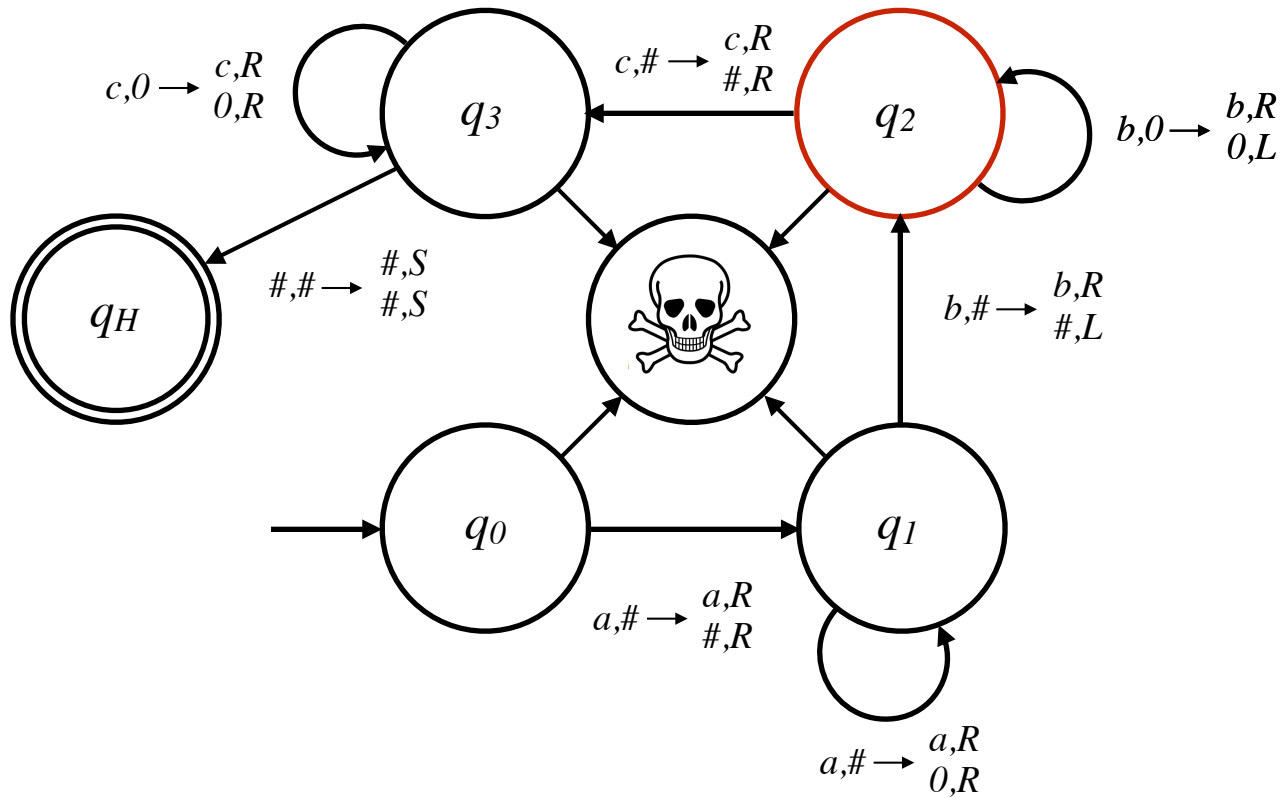 c,0 → c,R
0,R
q3
c,# → c,R
#,R
q2
b,0 → b,R
0,L
qH
#,# → #,S
#,S
b,# → b,R
#,L
q0
a,# → a,R
#,R
q1
a,# → a,R
0,R